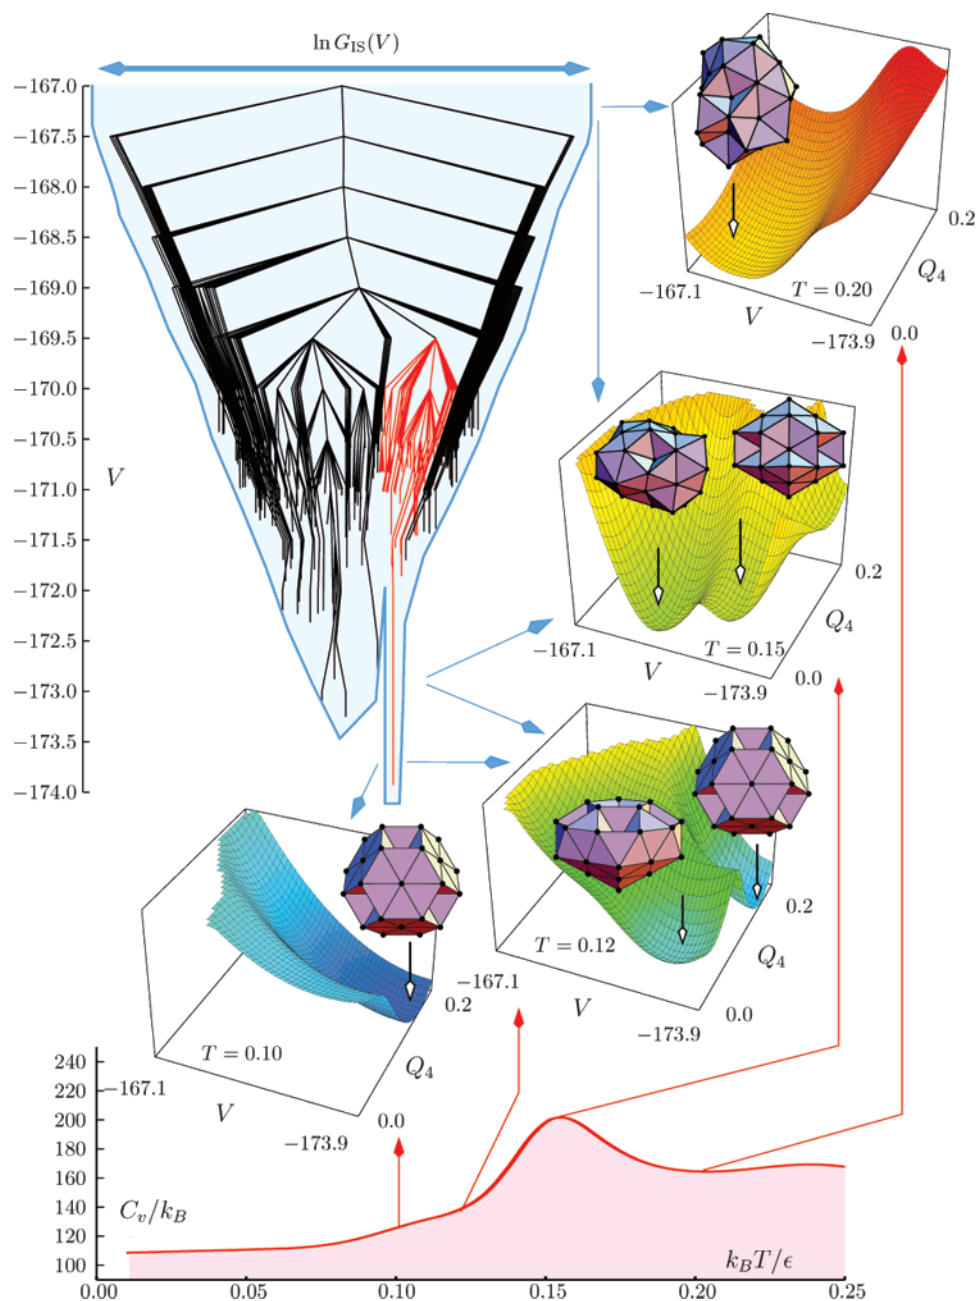 ln G_IS(V)
−167.0
−167.5
−168.0
−168.5
−169.0
−169.5
−170.0
−170.5
−171.0
−171.5
−172.0
−172.5
−173.0
−173.5
−174.0
V
−167.1
V
T = 0.20
−173.9
0.0
Q₄
0.2
−167.1
V
T = 0.15
−173.9
0.0
Q₄
0.2
−167.1
V
T = 0.12
−173.9
0.0
Q₄
0.2
−167.1
V
T = 0.10
−173.9
0.0
Q₄
0.2
240
220
200
180
160
140
120
100
C_v/k_B
k_BT/ϵ
0.00
0.05
0.10
0.15
0.20
0.25